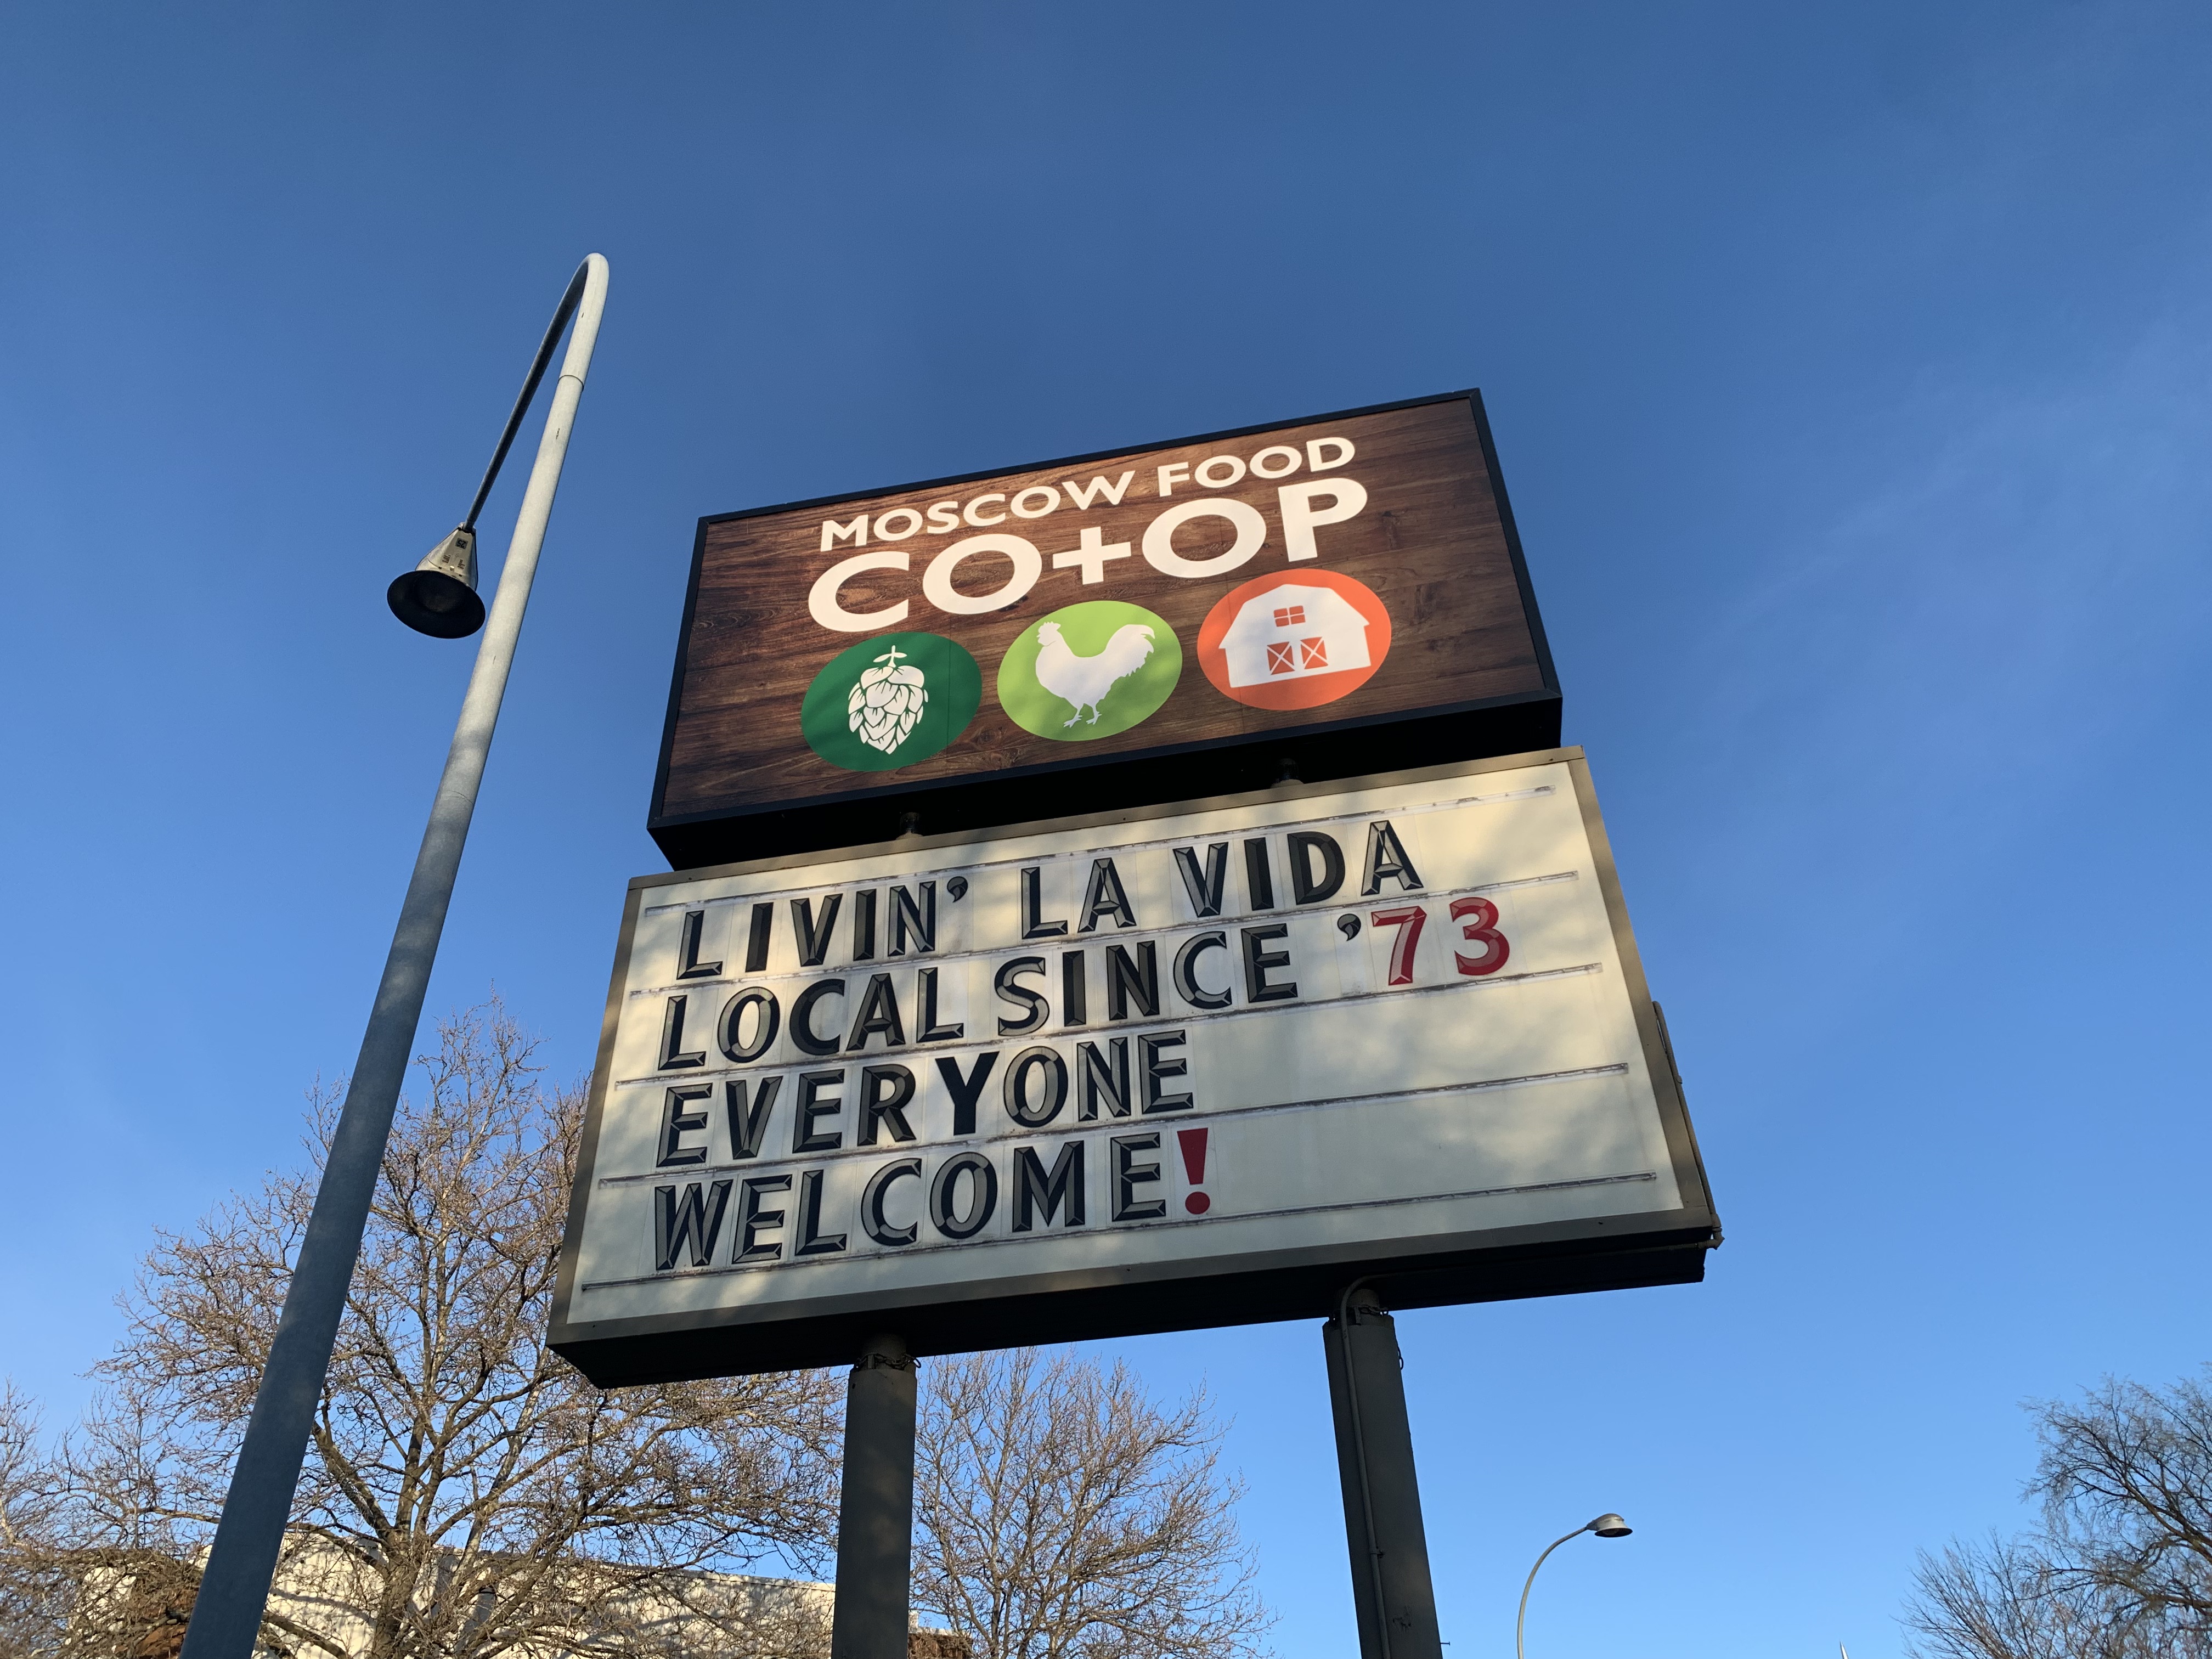 MOSCOW FOOD
CO+OP
LIVIN' LA VIDA
LOCAL SINCE '73
EVERYONE
WELCOME!